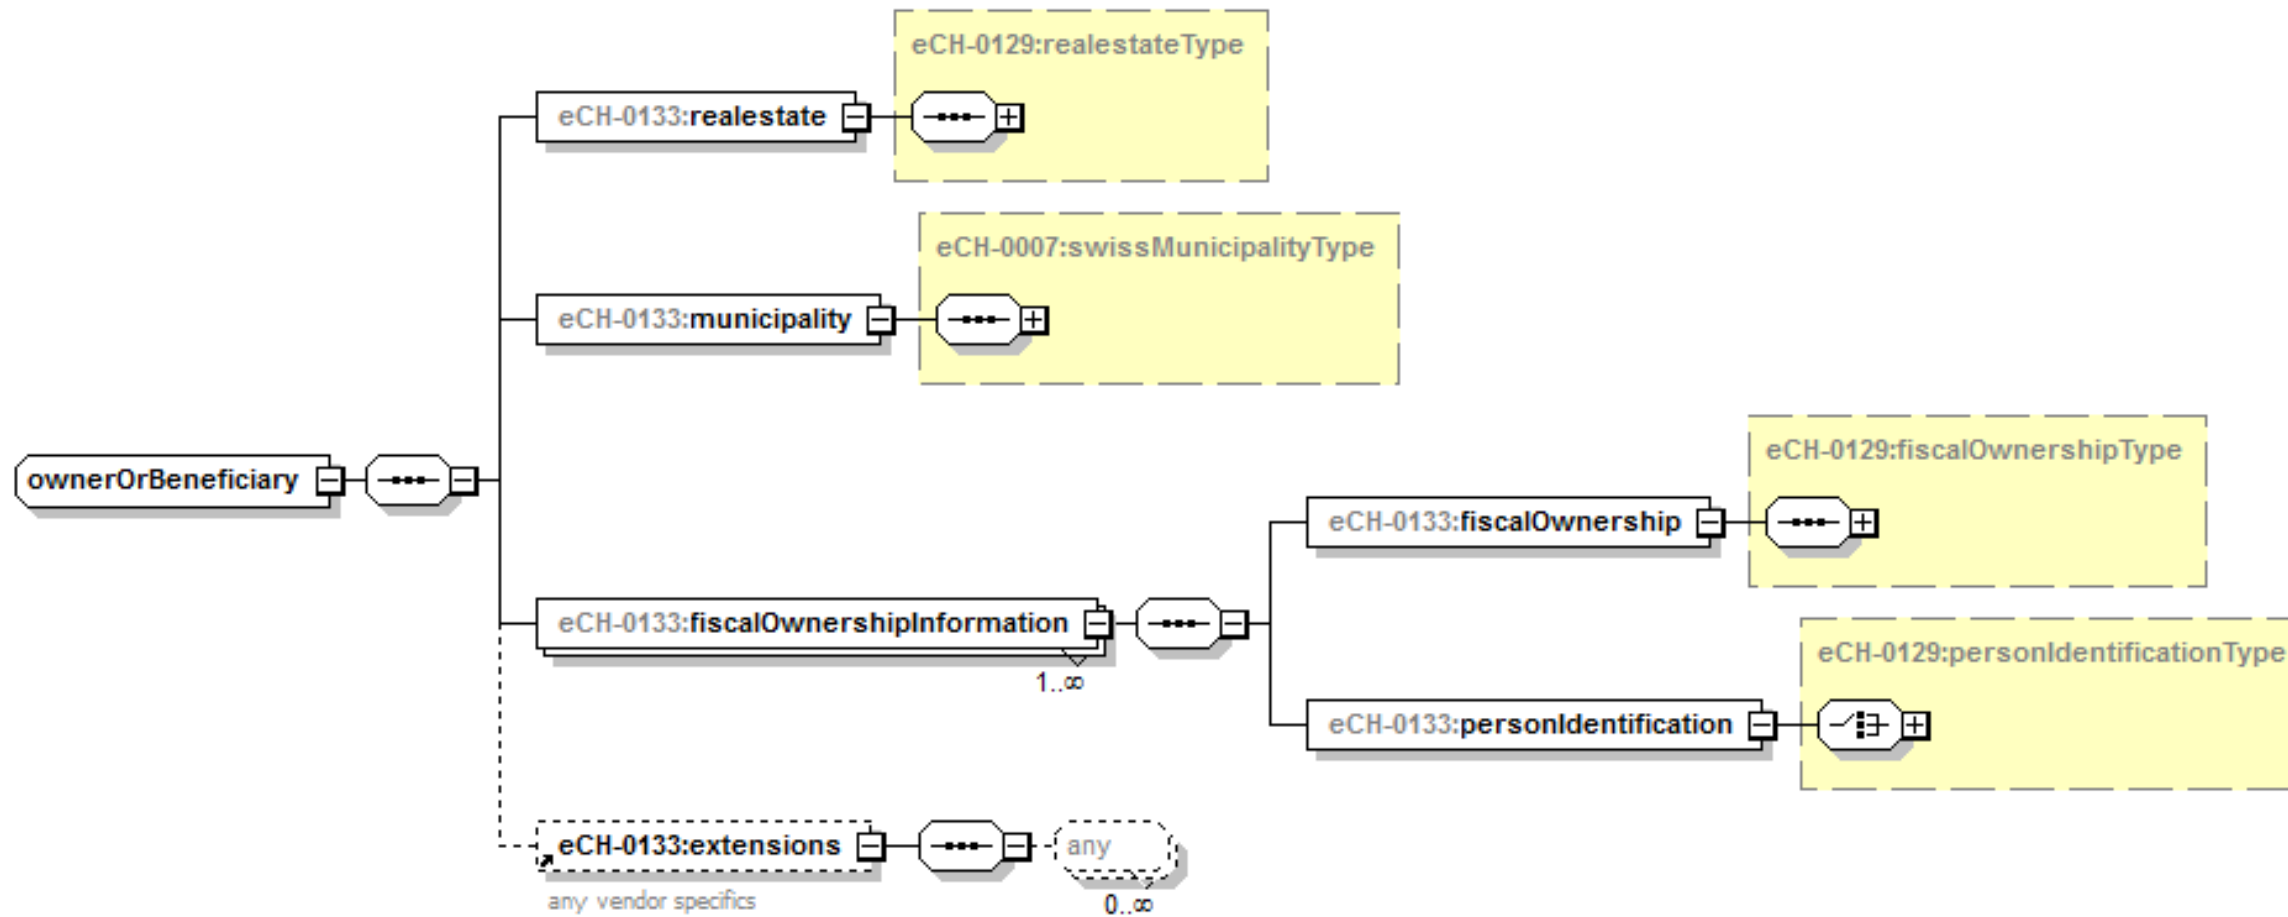 eCH-0129:realestateType
eCH-0133:realestate
eCH-0007:swissMunicipalityType
eCH-0133:municipality
eCH-0129:fiscalOwnershipType
ownerOrBeneficiary
eCH-0133:fiscalOwnership
eCH-0133:fiscalOwnershipInformation
1..∞
eCH-0129:personIdentificationType
eCH-0133:personIdentification
eCH-0133:extensions
any
any vendor specifics
0..∞